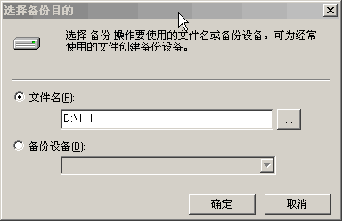 选择备份目的
选择 备份 操作要使用的文件名或备份设备。可为经常
使用的文件创建备份设备。
文件名(F):
..
备份设备(D):
确定
取消